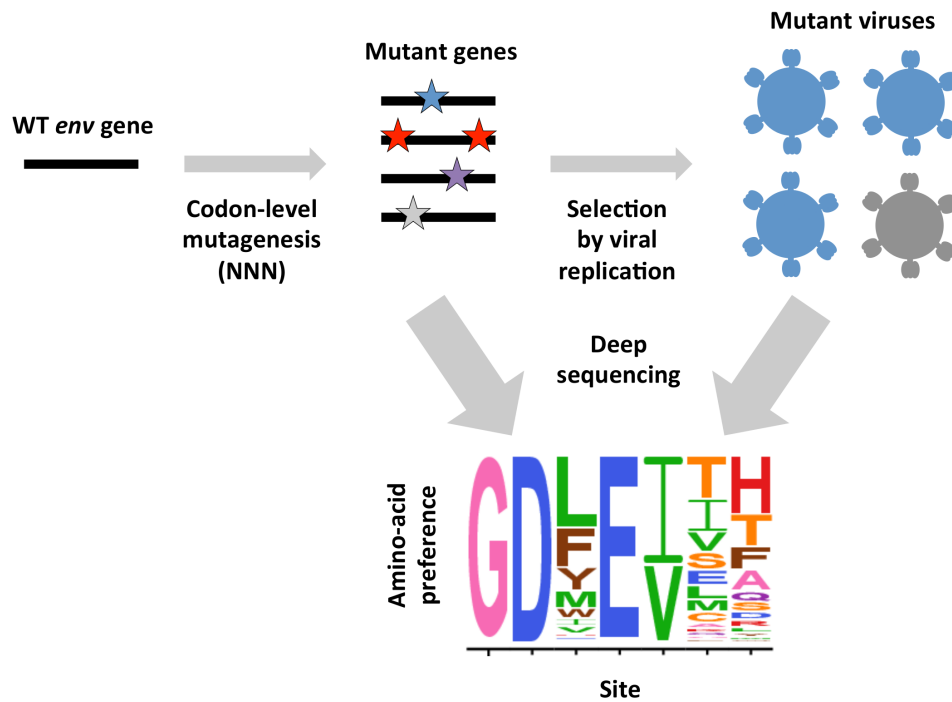 Mutant viruses
Mutant genes
WT env gene
Codon-level
mutagenesis
(NNN)
Selection
by viral
replication
Deep
sequencing
Amino-acid
preference
G D L E I T H
F V I T
Y V F
M S A
W E Q
I L S
V M D
C R
Site